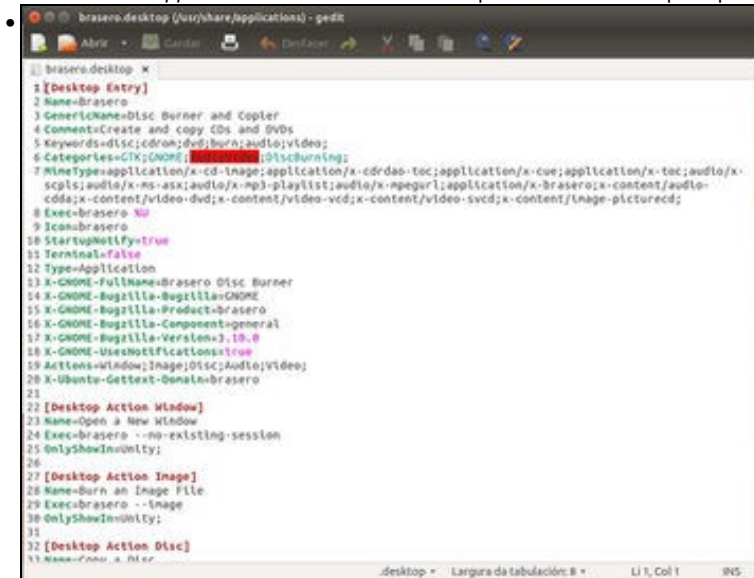 brasero.desktop (/usr/share/applications) - gedit
Abrir Gardar Desfacer
brasero.desktop
1 [Desktop Entry]
2 Name=Brasero
3 GenericName=Disc Burner and Copier
4 Comment=Create and copy CDs and DVDs
5 Keywords=disc;cdrom;dvd;burn;audio;video;
6 Categories=GTK;GNOME;AudioVideo;DiscBurning;
7 MimeType=application/x-cd-image;application/x-cdrdao-toc;application/x-cue;application/x-toc;audio/x-
scpls;audio/x-ms-asx;audio/x-mp3-playlist;audio/x-mpegurl;application/x-brasero;x-content/audio-
cdda;x-content/video-dvd;x-content/video-vcd;x-content/video-svcd;x-content/image-picturecd;
8 Exec=brasero %U
9 Icon=brasero
10 StartupNotify=true
11 Terminal=false
12 Type=Application
13 X-GNOME-FullName=Brasero Disc Burner
14 X-GNOME-Bugzilla-Bugzilla=GNOME
15 X-GNOME-Bugzilla-Product=brasero
16 X-GNOME-Bugzilla-Component=general
17 X-GNOME-Bugzilla-Version=3.10.0
18 X-GNOME-UsesNotifications=true
19 Actions=Window;Image;Disc;Audio;Video;
20 X-Ubuntu-Gettext-Domain=brasero
21
22 [Desktop Action Window]
23 Name=Open a New Window
24 Exec=brasero --no-existing-session
25 OnlyShowIn=Unity;
26
27 [Desktop Action Image]
28 Name=Burn an Image File
29 Exec=brasero --image
30 OnlyShowIn=Unity;
31
32 [Desktop Action Disc]
33 Name=Copy a Disc
.desktop Largura da tabulación: 8 Li 1, Col 1 INS